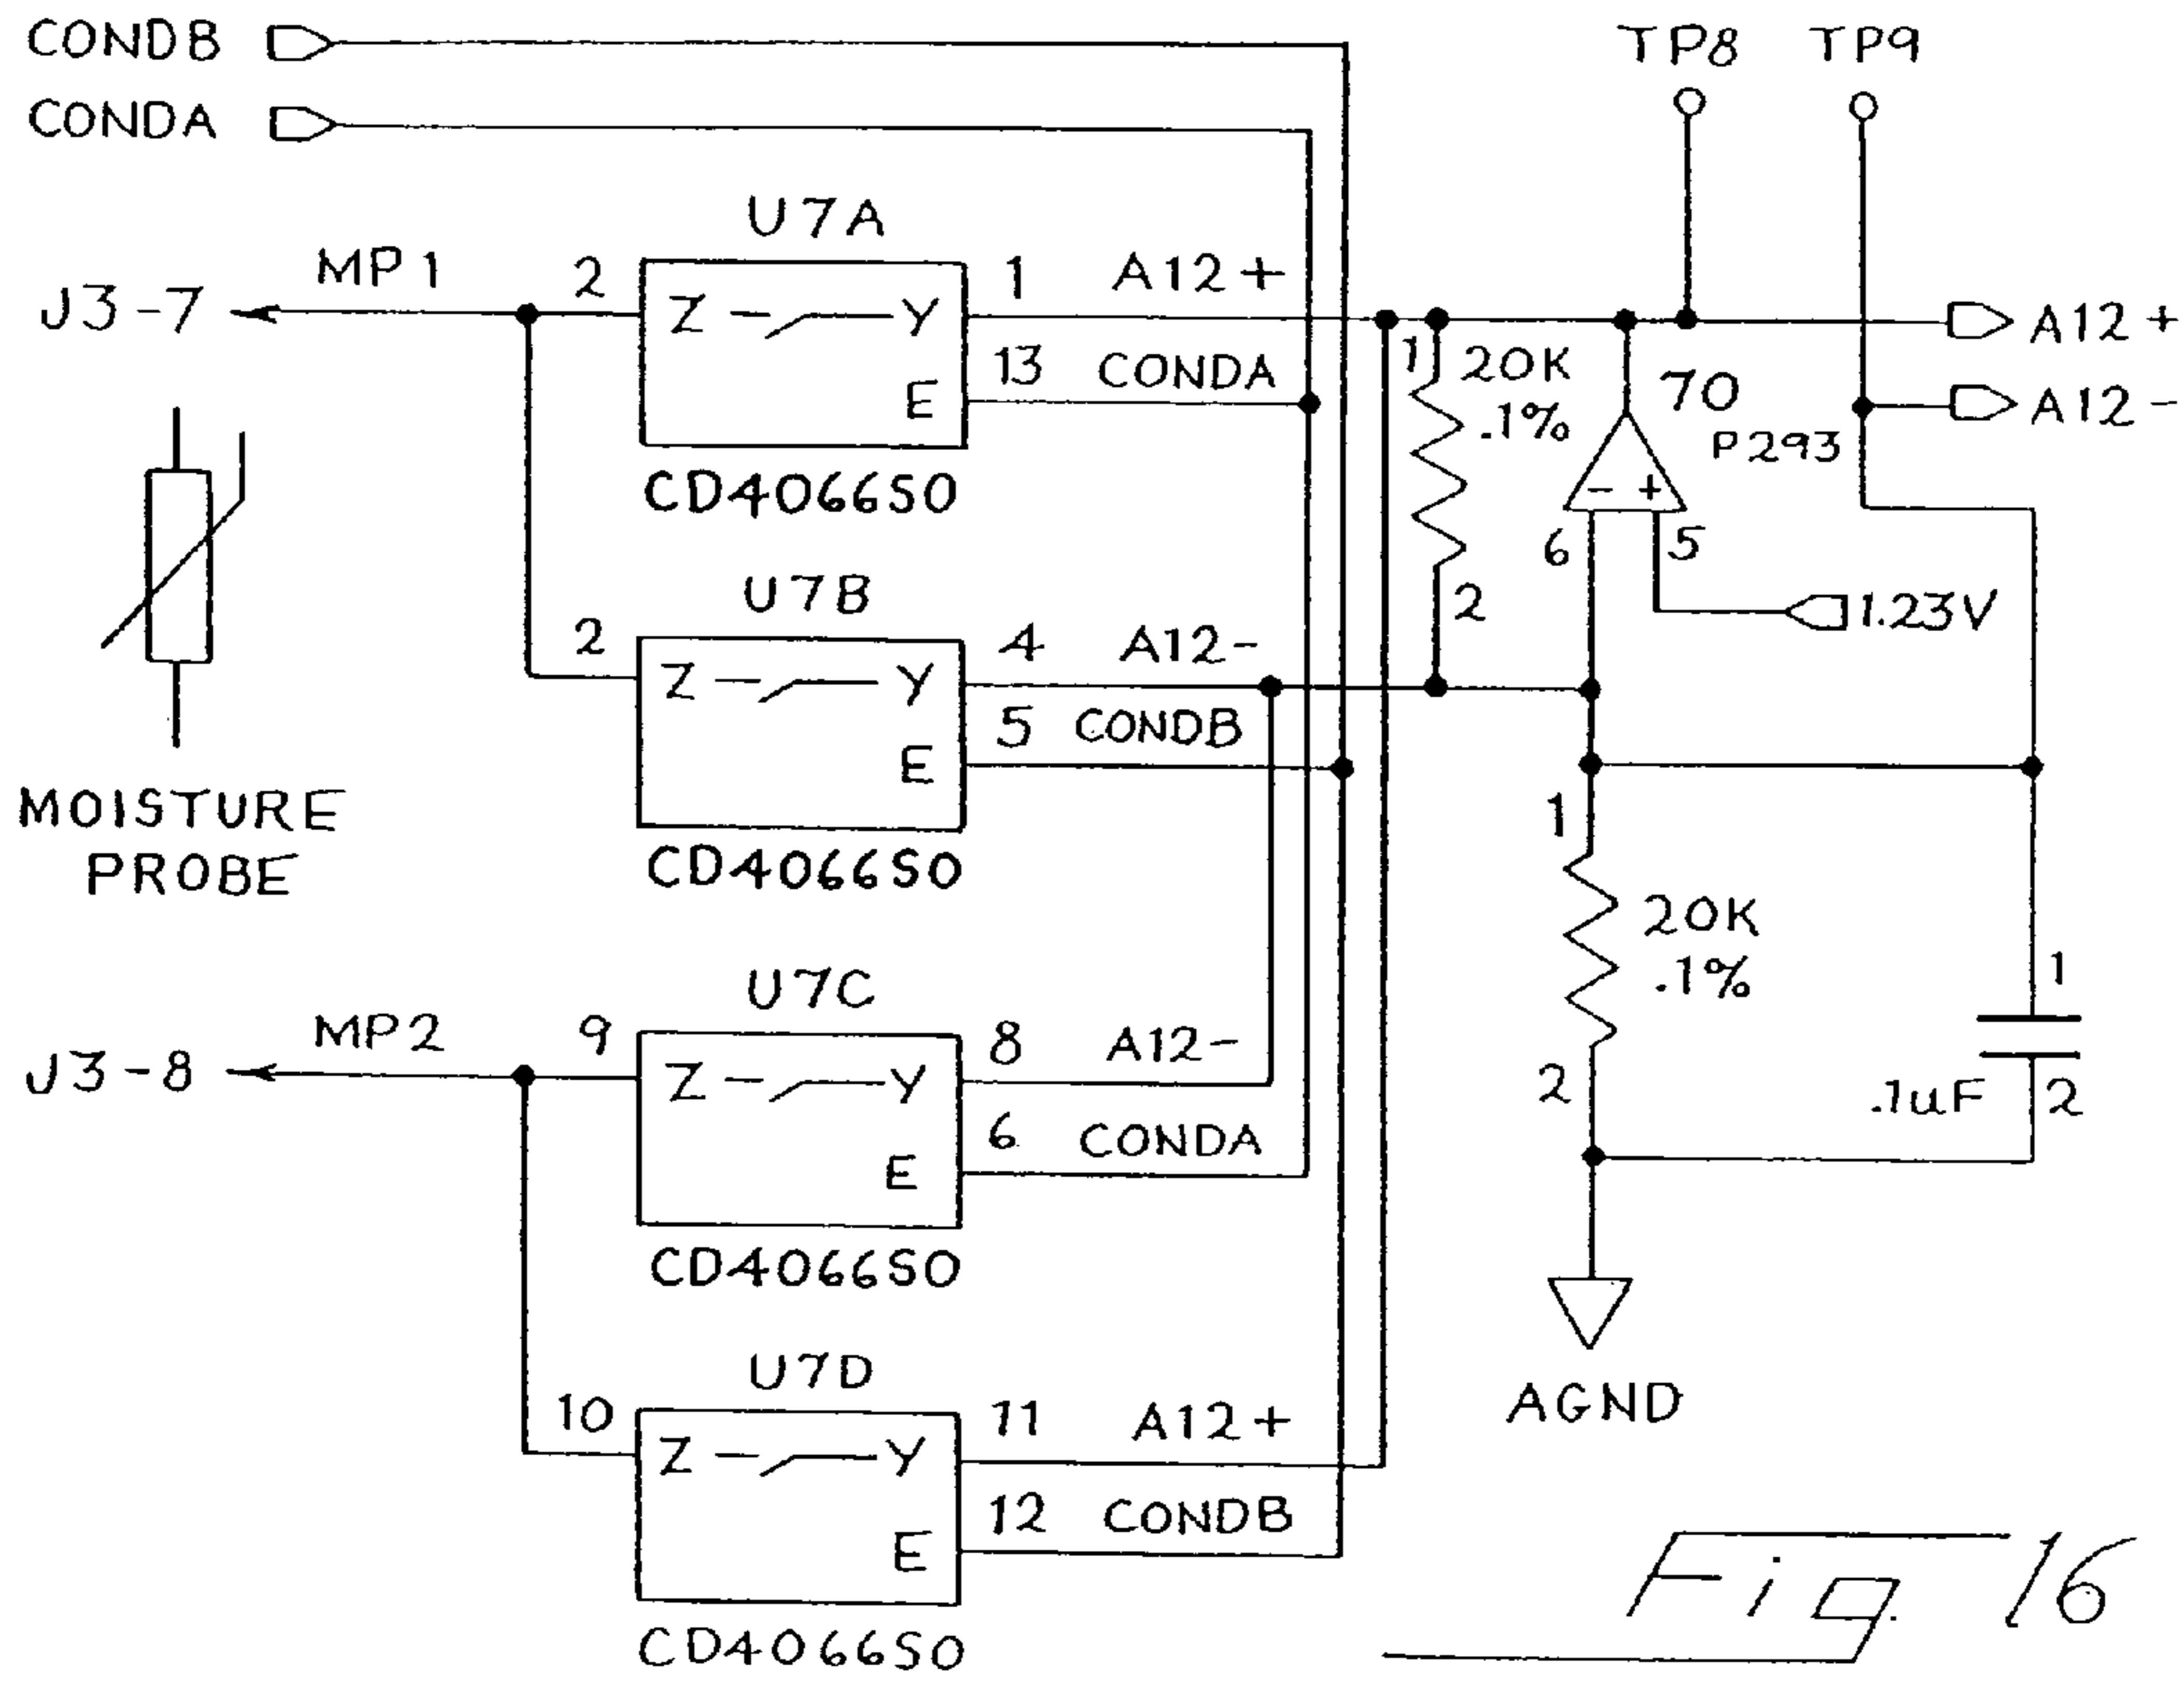 CONDB
CONDA
TP8 TP9
U7A
J3-7 MP1 2 Z Y 1 A12+
E 13 CONDA
CD4066SO
1 20K
.1%
70
P293
- +
6 5
2
1.23V
A12+
A12-
MOISTURE
PROBE
U7B
2 Z Y 4 A12-
E 5 CONDB
CD4066SO
1
20K
.1%
2
1
.1uF 2
U7C
J3-8 MP2 9 Z Y 8 A12-
E 6 CONDA
CD4066SO
AGND
U7D
10 Z Y 11 A12+
E 12 CONDB
CD4066SO
Fig. 16